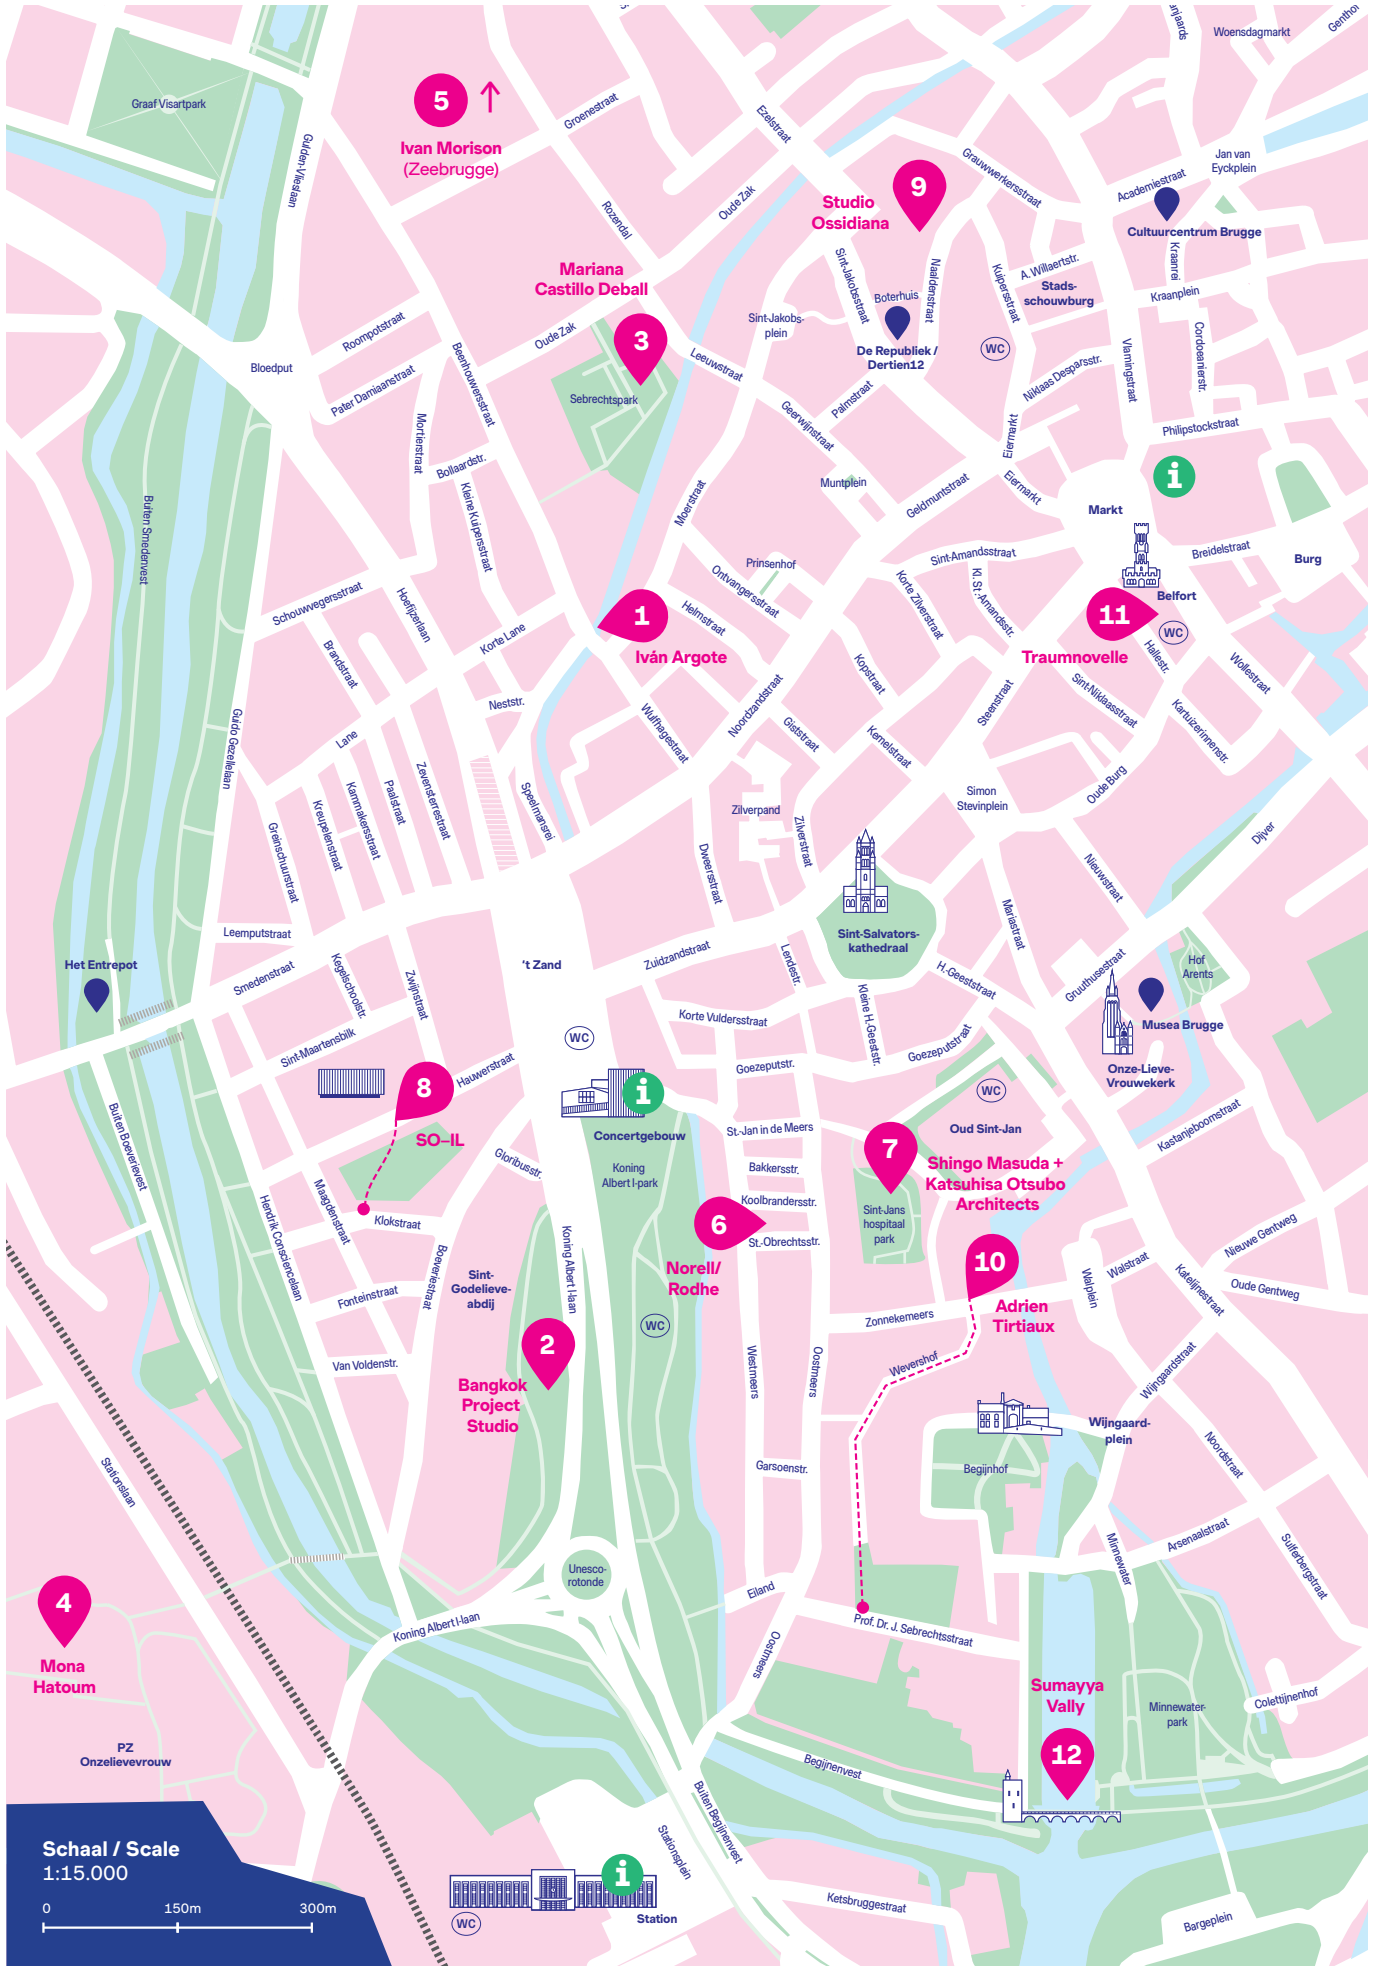 Woensdagmarkt
Graaf Visartpark
5
Ivan Morison
(Zeebrugge)
Groenestraat
Ezelstraat
Gulden-Vlieslaan
Grauwwerkersstraat
Jan van
Eyckplein
Academiestraat
Cultuurcentrum Brugge
9
Studio
Ossidiana
Oude Zak
Rozendal
Kraanrei
A. Willaertstr.
Stads-
schouwburg
Kraanplein
Mariana
Castillo Deball
3
Sint-Jakobsstraat
Naaldenstraat
Kuipersstraat
Boterhuis
Sint-Jakobs-
plein
WC
De Republiek /
Dertien12
Vlamingstraat
Cordoeanierstr.
Roompotstraat
Oude Zak
Bloedput
Beenhouwersstraat
Leeuwstraat
Niklaas Desparsstr.
Pater Damiaanstraat
Sebrechtspark
Geerwijnstraat
Palmstraat
Mortierstraat
Eiermarkt
Philipstockstraat
Bollaardstr.
Kleine Kuipersstraat
Muntplein
Geldmuntstraat
Eiermarkt
i
Markt
Moerstraat
Buiten Smedenvest
Sint-Amandsstraat
Breidelstraat
Burg
Prinsenhof
Ontvangersstraat
Korte Zilverstraat
Kl. St.-Amandsstr.
Belfort
Schouwvegersstraat
Hoefijzerlaan
1
Iván Argote
Helmstraat
11
Traumnovelle
WC
Korte Lane
Brandstraat
Hallestr.
Wollestraat
Kopstraat
Steenstraat
Sint-Niklaasstraat
Kartuizerinnenstr.
Neststr.
Wulfhagestraat
Noordzandstraat
Giststraat
Kemelstraat
Lane
Guido Gezellelaan
Zevensterrestraat
Paalstraat
Kammakersstraat
Kreupelenstraat
Greinschuurstraat
Speelmansrei
Zilverpand
Zilverstraat
Simon
Stevinplein
Oude Burg
Dijver
Dweersstraat
Nieuwstraat
Leemputstraat
Sint-Salvators-
kathedraal
Mariastraat
Het Entrepot
Smedenstraat
Kegelschoolstr.
Zwijnstraat
't Zand
Zuidzandstraat
Lendestr.
H.-Geeststraat
Gruuthusestraat
Hof
Arents
Korte Vuldersstraat
Kleine H.-Geeststr.
Musea Brugge
WC
Sint-Maartensbilk
Goezeputstraat
Goezeputstr.
Onze-Lieve-
Vrouwekerk
8
SO–IL
Hauwerstraat
i
Concertgebouw
WC
Oud Sint-Jan
Kastanjeboomstraat
Buiten Boeverievest
St.-Jan in de Meers
7
Shingo Masuda +
Katsuhisa Otsubo
Architects
Gloribusstr.
Koning
Albert I-park
Bakkersstr.
Koolbrandersstr.
Sint-Jans
hospitaal
park
Maagdenstraat
Hendrik Consciencelaan
Klokstraat
6
Norell/
Rodhe
St.-Obrechtsstr.
10
Adrien
Tirtiaux
Nieuwe Gentweg
Walstraat
Walplein
Katelijnestraat
Oude Gentweg
Boeveriestraat
Sint-
Godelieve-
abdij
Koning Albert I-laan
Fonteinstraat
WC
Zonnekemeers
2
Bangkok
Project
Studio
Van Voldenstr.
Westmeers
Oostmeers
Wevershof
Wijngaardstraat
Wijngaard-
plein
Begijnhof
Noordstraat
Garsoenstr.
Stationslaan
Minnewater
Arsenaalstraat
Sulferbergstraat
Unesco-
rotonde
4
Mona
Hatoum
Eiland
Koning Albert I-laan
Prof. Dr. J. Sebrechtsstraat
Oostmeers
Sumayya
Vally
12
Minnewater-
park
Colettijnenhof
PZ
Onzelievevrouw
Begijnenvest
Buiten Begijnenvest
Stationsplein
i
Station
WC
Ketsbruggestraat
Bargeplein
Schaal / Scale
1:15.000
0 150m 300m